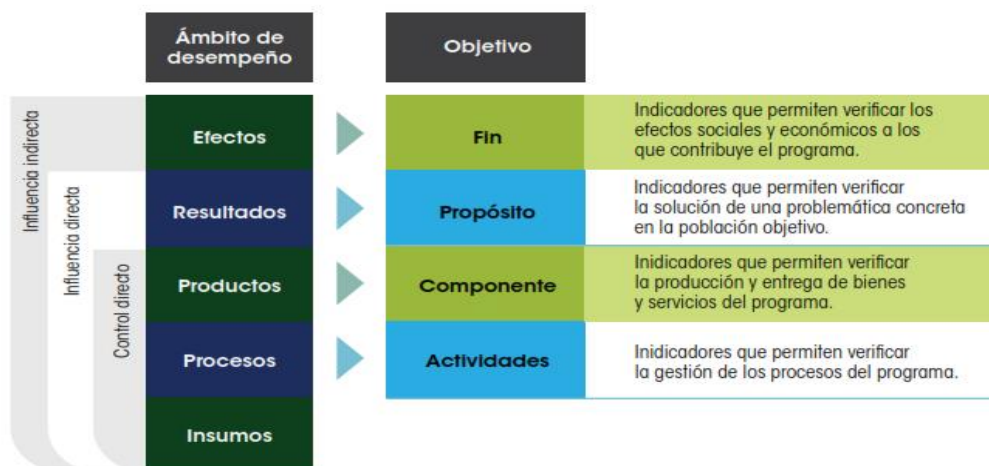 Ámbito de
desempeño
Objetivo
Influencia indirecta
Influencia directa
Control directo
Efectos
Fin
Indicadores que permiten verificar los
efectos sociales y económicos a los
que contribuye el programa.
Resultados
Propósito
Indicadores que permiten verificar
la solución de una problemática concreta
en la población objetivo.
Productos
Componente
Inidicadores que permiten verificar
la producción y entrega de bienes
y servicios del programa.
Procesos
Actividades
Inidicadores que permiten verificar
la gestión de los procesos del programa.
Insumos